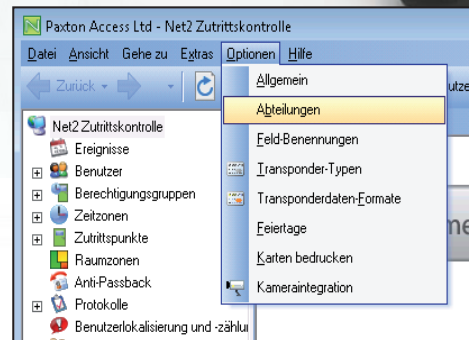 Paxton Access Ltd - Net2 Zutrittskontrolle
Datei Ansicht Gehe zu Extras Optionen Hilfe
Zurück
Allgemein
Abteilungen
Feld-Benennungen
Transponder-Typen
Transponderdaten-Formate
Feiertage
Karten bedrucken
Kameraintegration
Net2 Zutrittskontrolle
Ereignisse
Benutzer
Berechtigungsgruppen
Zeitzonen
Zutrittspunkte
Raumzonen
Anti-Passback
Protokolle
Benutzerlokalisierung und -zählu
utze
me